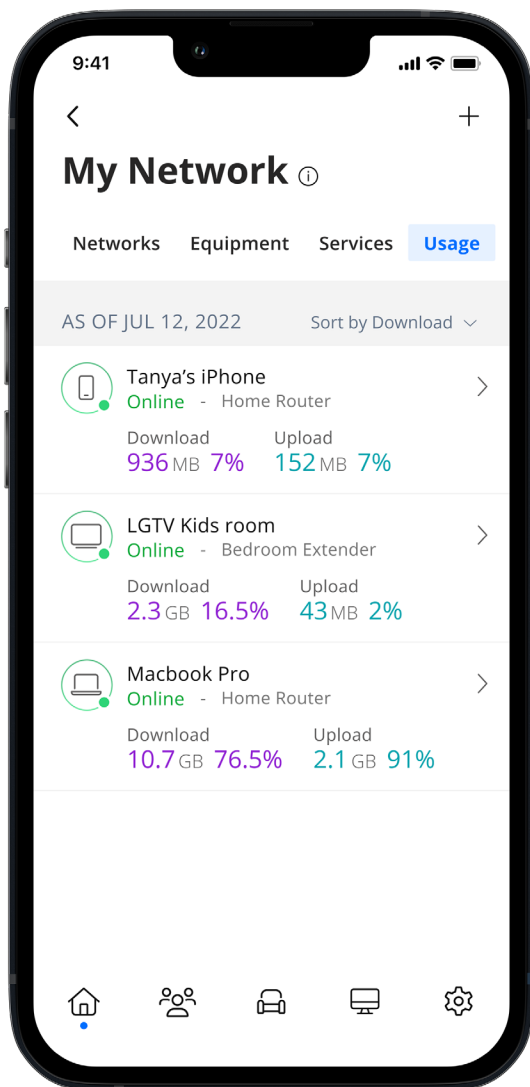 9:41
My Network
Networks Equipment Services Usage
AS OF JUL 12, 2022 Sort by Download
Tanya’s iPhone
Online - Home Router
Download Upload
936 MB 7% 152 MB 7%
LGTV Kids room
Online - Bedroom Extender
Download Upload
2.3 GB 16.5% 43 MB 2%
Macbook Pro
Online - Home Router
Download Upload
10.7 GB 76.5% 2.1 GB 91%